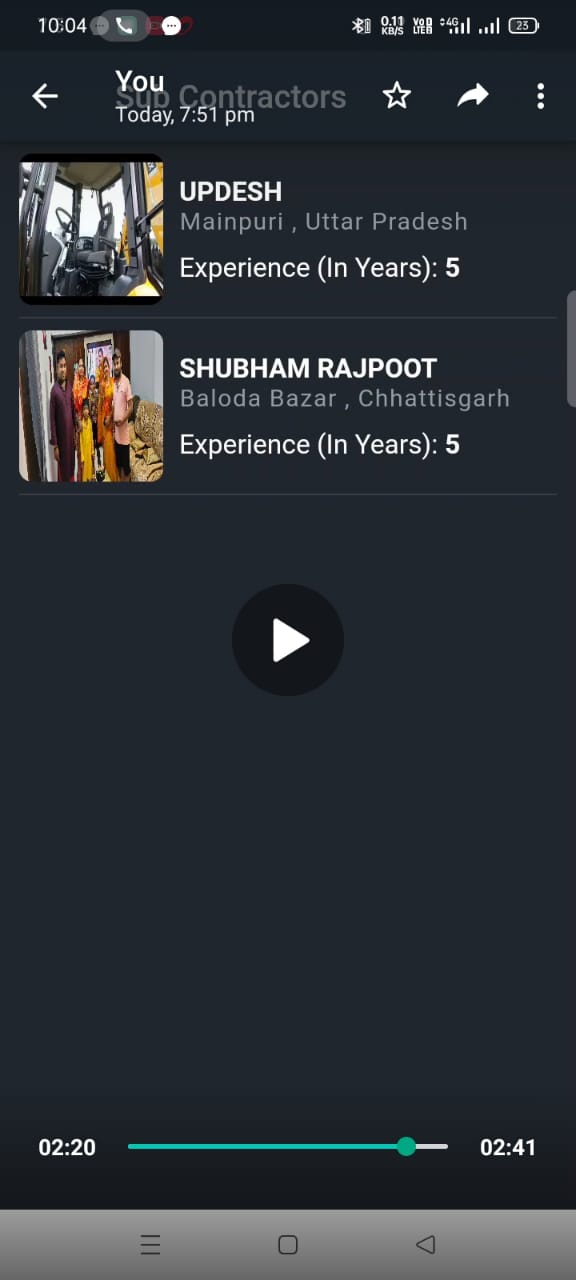 10:04
0.11 KB/S
Vo LTE
4G
23
You
Sub Contractors
Today, 7:51 pm
UPDESH
Mainpuri , Uttar Pradesh
Experience (In Years): 5
SHUBHAM RAJPOOT
Baloda Bazar , Chhattisgarh
Experience (In Years): 5
02:20
02:41